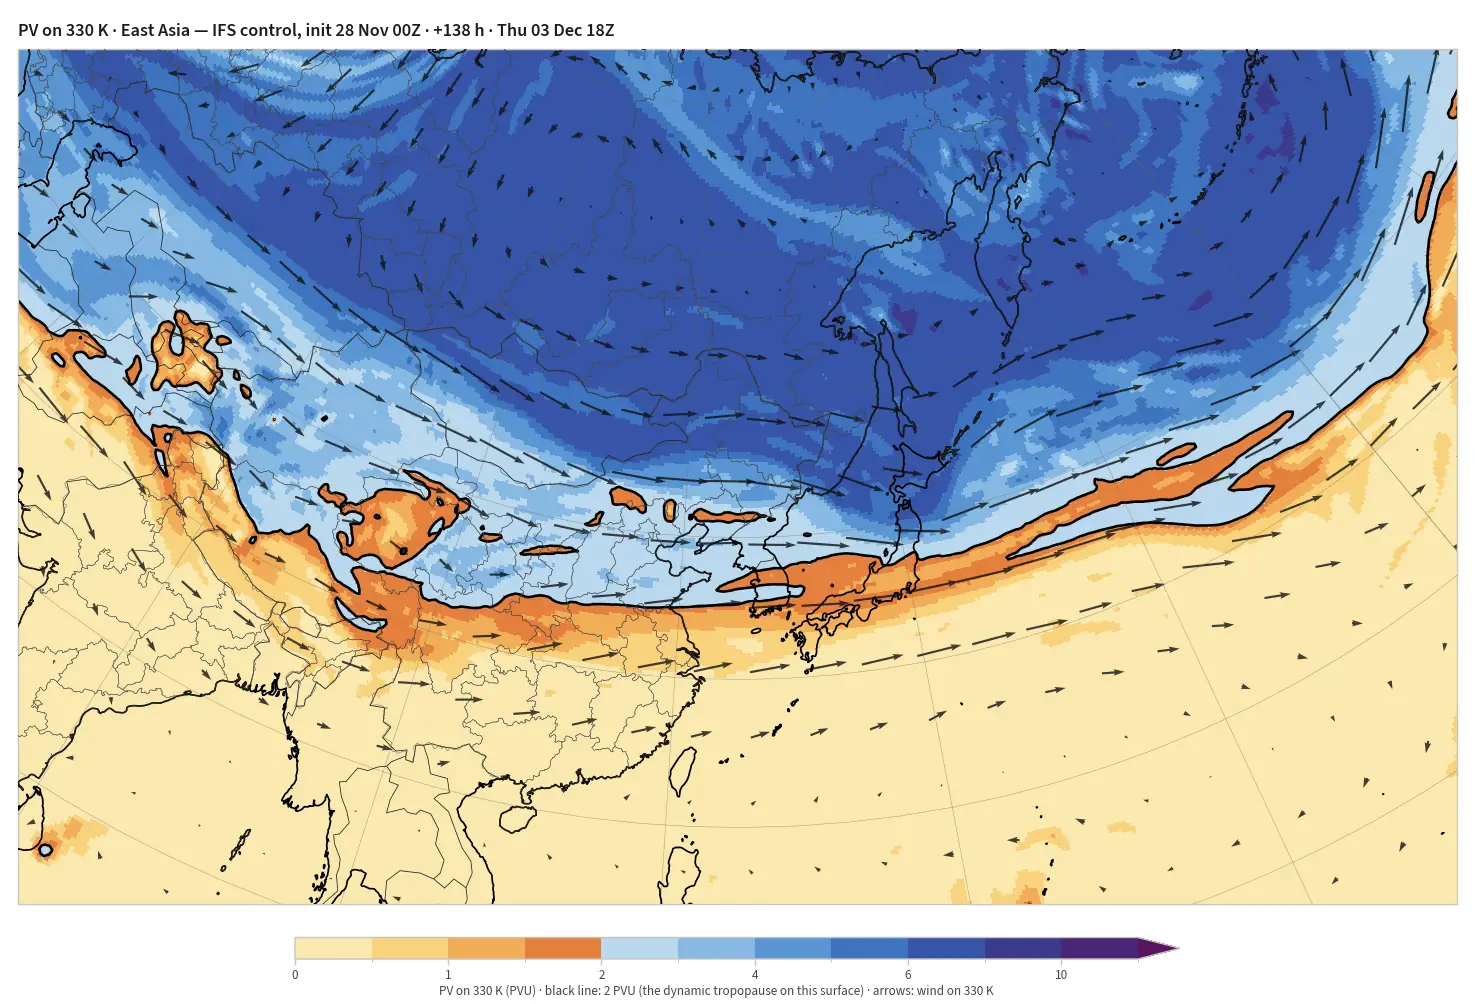 PV on 330 K · East Asia — IFS control, init 28 Nov 00Z · +138 h · Thu 03 Dec 18Z
0 1 2 4 6 10
PV on 330 K (PVU) · black line: 2 PVU (the dynamic tropopause on this surface) · arrows: wind on 330 K